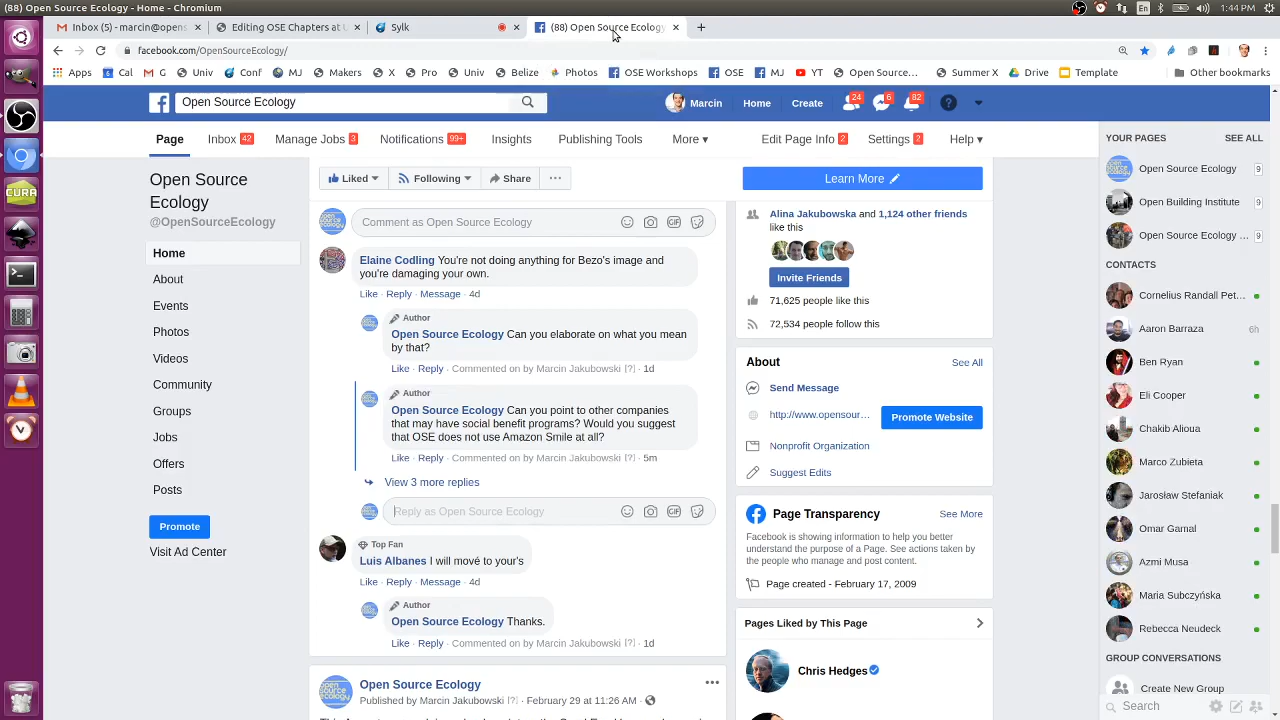 (88) Open Source Ecology - Home - Chromium
En
1:44 PM
Inbox (5) - marcin@opens
Editing OSE Chapters at U
Sylk
(88) Open Source Ecology
facebook.com/OpenSourceEcology/
Apps
Cal
G
Univ
Conf
MJ
Makers
X
Pro
Univ
Belize
Photos
OSE Workshops
OSE
MJ
YT
Open Source…
Summer X
Drive
Template
Other bookmarks
Open Source Ecology
Marcin
Home
Create
24
6
82
Page
Inbox 42
Manage Jobs 3
Notifications 99+
Insights
Publishing Tools
More
Edit Page Info 2
Settings 2
Help
Open Source
Ecology
@OpenSourceEcology
Home
About
Events
Photos
Videos
Community
Groups
Jobs
Offers
Posts
Promote
Visit Ad Center
Liked
Following
Share
Learn More
Comment as Open Source Ecology
GIF
Elaine Codling You're not doing anything for Bezo's image and
you're damaging your own.
Like · Reply · Message · 4d
Author
Open Source Ecology Can you elaborate on what you mean
by that?
Like · Reply · Commented on by Marcin Jakubowski [?] · 1d
Author
Open Source Ecology Can you point to other companies
that may have social benefit programs? Would you suggest
that OSE does not use Amazon Smile at all?
Like · Reply · Commented on by Marcin Jakubowski [?] · 5m
View 3 more replies
Reply as Open Source Ecology
GIF
Top Fan
Luis Albanes I will mové to your's
Like · Reply · Message · 4d
Author
Open Source Ecology Thanks.
Like · Reply · Commented on by Marcin Jakubowski [?] · 1d
Open Source Ecology
Published by Marcin Jakubowski [?] · February 29 at 11:26 AM ·
Alina Jakubowska and 1,124 other friends
like this
Invite Friends
71,625 people like this
72,534 people follow this
About
See All
Send Message
http://www.opensour…
Promote Website
Nonprofit Organization
Suggest Edits
Page Transparency
See More
Facebook is showing information to help you better
understand the purpose of a Page. See actions taken by
the people who manage and post content.
Page created - February 17, 2009
Pages Liked by This Page
Chris Hedges
YOUR PAGES
SEE ALL
Open Source Ecology 9
Open Building Institute 9
Open Source Ecology ... 9
CONTACTS
Cornelius Randall Pet…
Aaron Barraza 6h
Ben Ryan
Eli Cooper
Chakib Alioua
Marco Zubieta
Jarosław Stefaniak
Omar Gamal
Azmi Musa
Maria Subczyńska
Rebecca Neudeck
GROUP CONVERSATIONS
Create New Group
Search
CURA